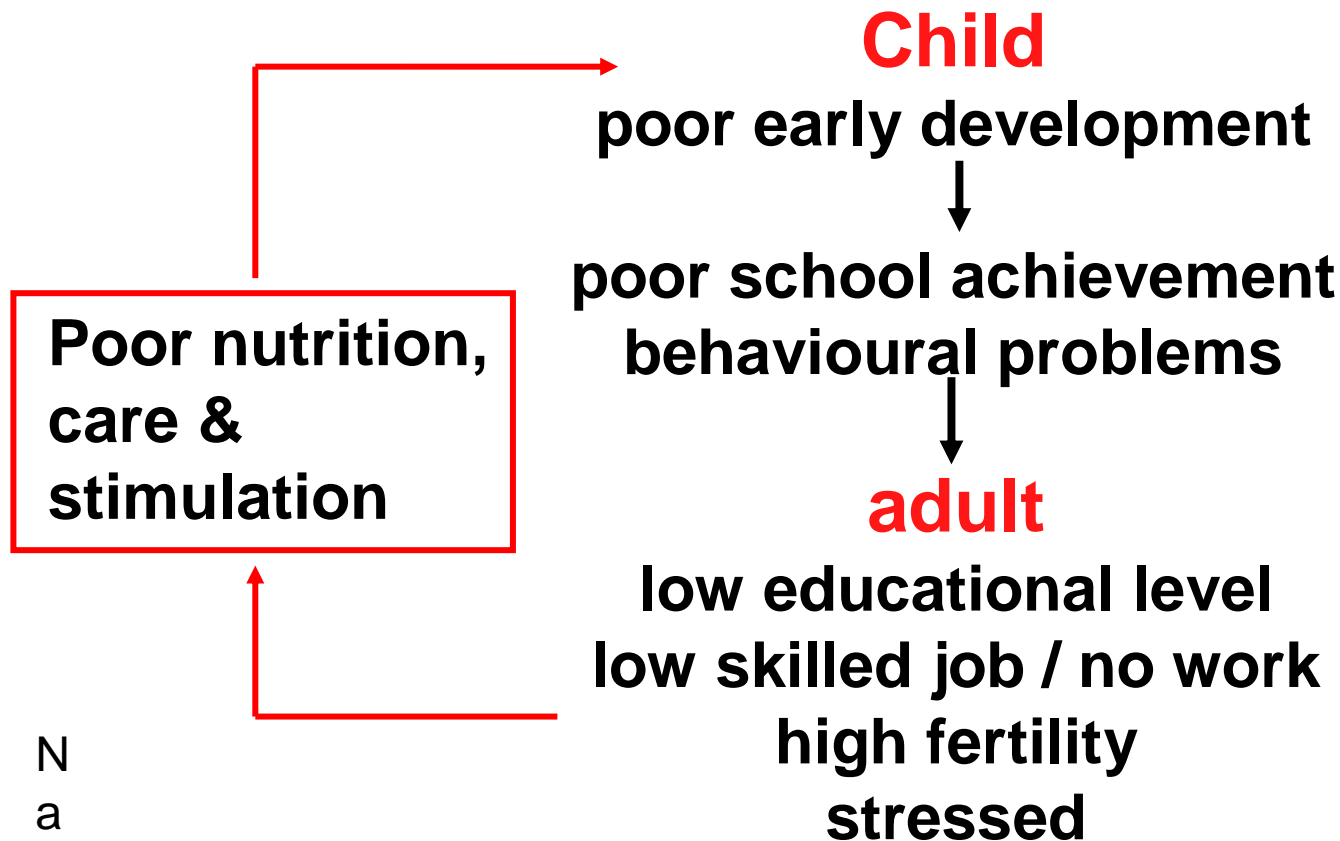 Child
poor early development
poor school achievement
behavioural problems
Poor nutrition,
care &
stimulation
adult
low educational level
low skilled job / no work
high fertility
stressed
N
a